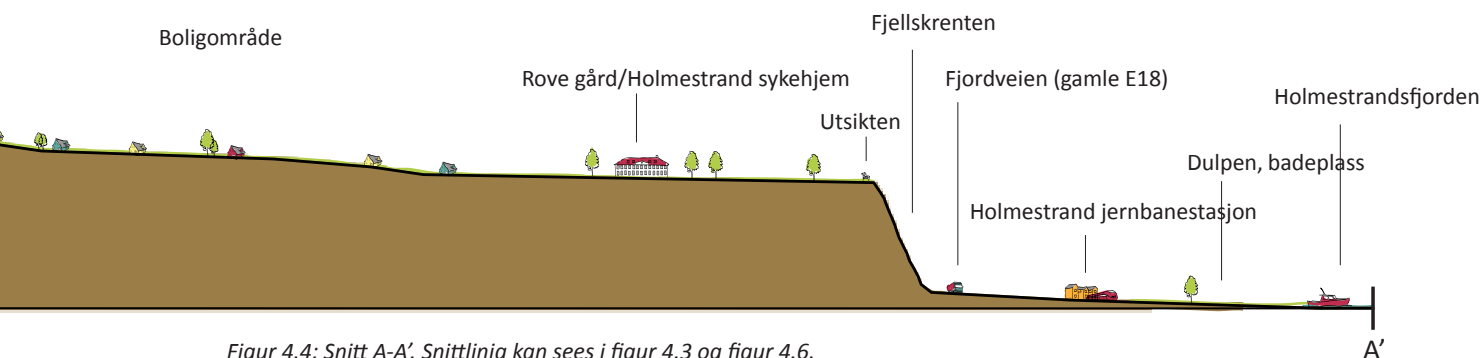 Boligområde
Fjellskrenten
Rove gård/Holmestrand sykehjem
Fjordveien (gamle E18)
Holmestrandsfjorden
Utsikten
Dulpen, badeplass
Holmestrand jernbanestasjon
A'
Figur 4.4: Snitt A-A'. Snittlinja kan sees i figur 4.3 og figur 4.6.